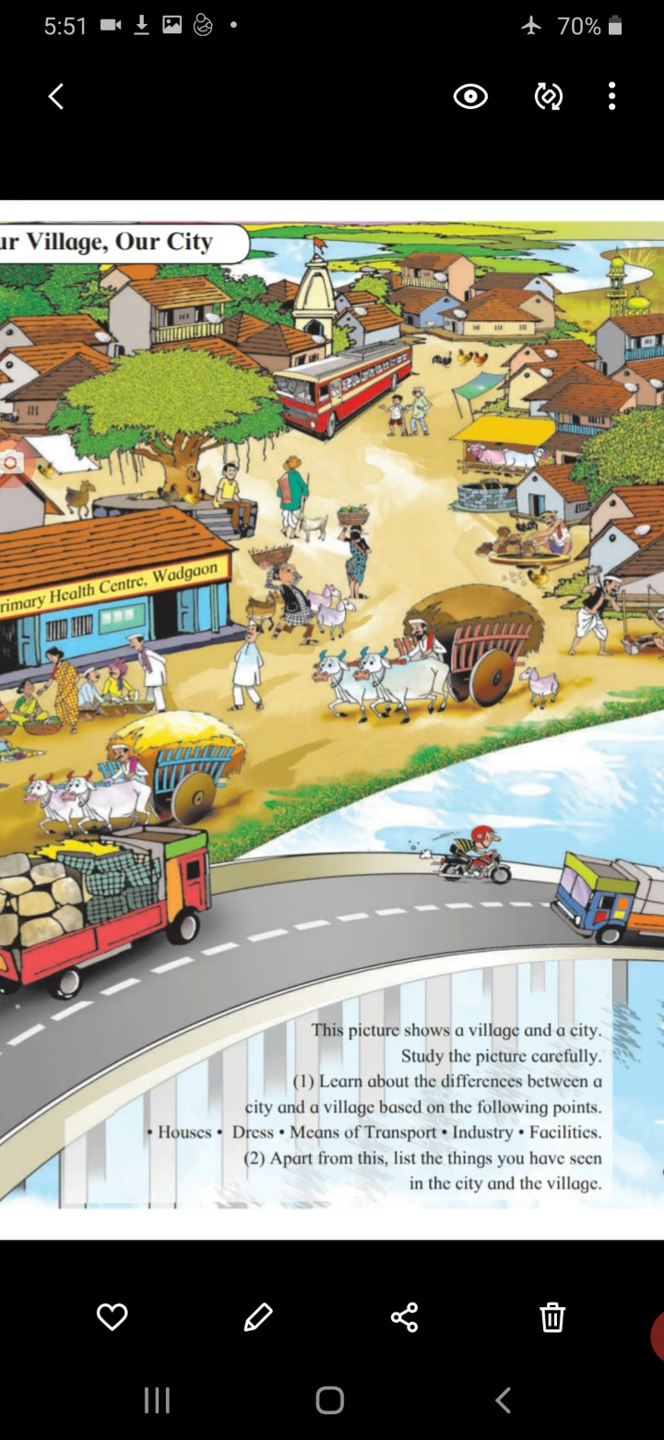 5:51
70%
ur Village, Our City
rimary Health Centre, Wadgaon
This picture shows a village and a city.
Study the picture carefully.
(1) Learn about the differences between a
city and a village based on the following points.
• Houses • Dress • Means of Transport • Industry • Facilities.
(2) Apart from this, list the things you have seen
in the city and the village.